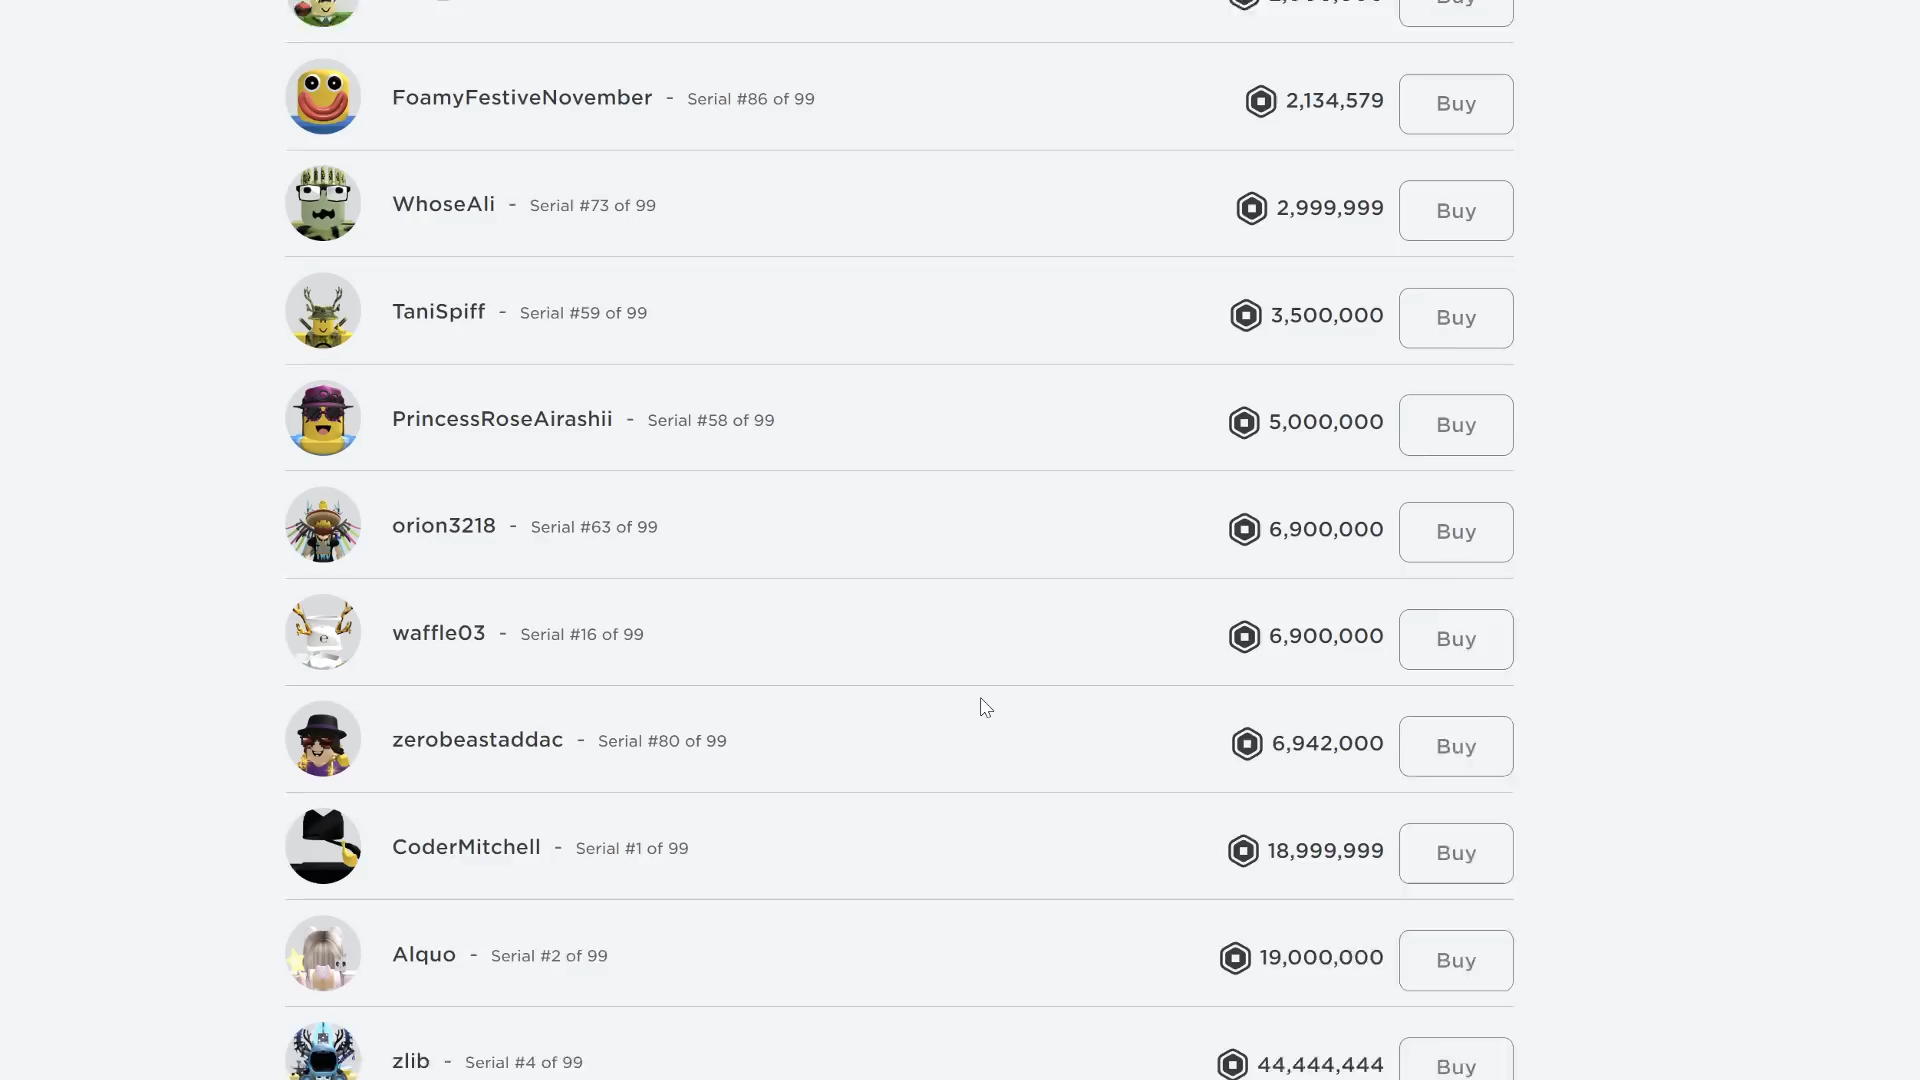 Buy
FoamyFestiveNovember - Serial #86 of 99 2,134,579 Buy
WhoseAli - Serial #73 of 99 2,999,999 Buy
TaniSpiff - Serial #59 of 99 3,500,000 Buy
PrincessRoseAirashii - Serial #58 of 99 5,000,000 Buy
orion3218 - Serial #63 of 99 6,900,000 Buy
waffle03 - Serial #16 of 99 6,900,000 Buy
e
zerobeastaddac - Serial #80 of 99 6,942,000 Buy
CoderMitchell - Serial #1 of 99 18,999,999 Buy
Alquo - Serial #2 of 99 19,000,000 Buy
zlib - Serial #4 of 99 44,444,444 Buy